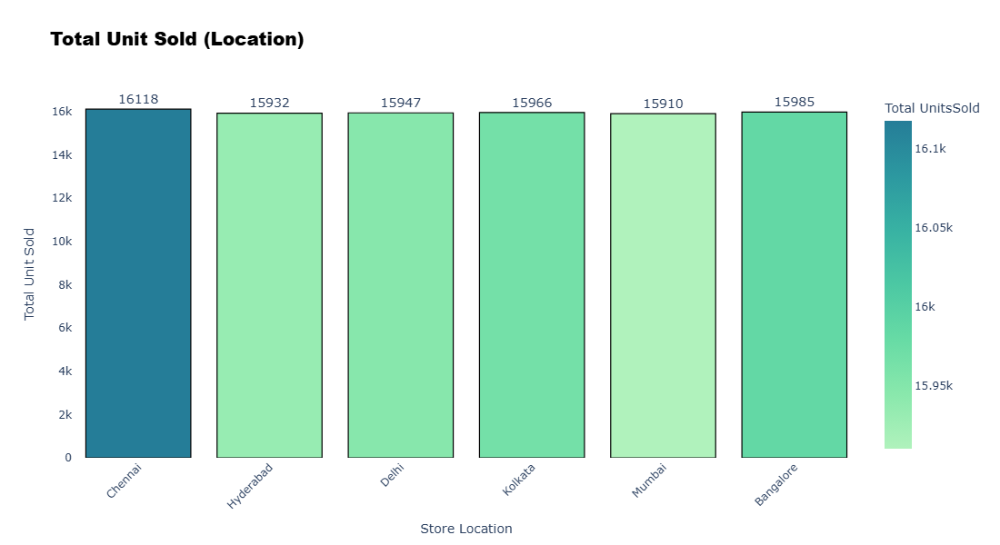 Total Unit Sold (Location)
16118
15932
15947
15966
15910
15985
Total UnitsSold
16k
14k
12k
10k
8k
6k
4k
2k
0
Total Unit Sold
16.1k
16.05k
16k
15.95k
Chennai
Hyderabad
Delhi
Kolkata
Mumbai
Bangalore
Store Location